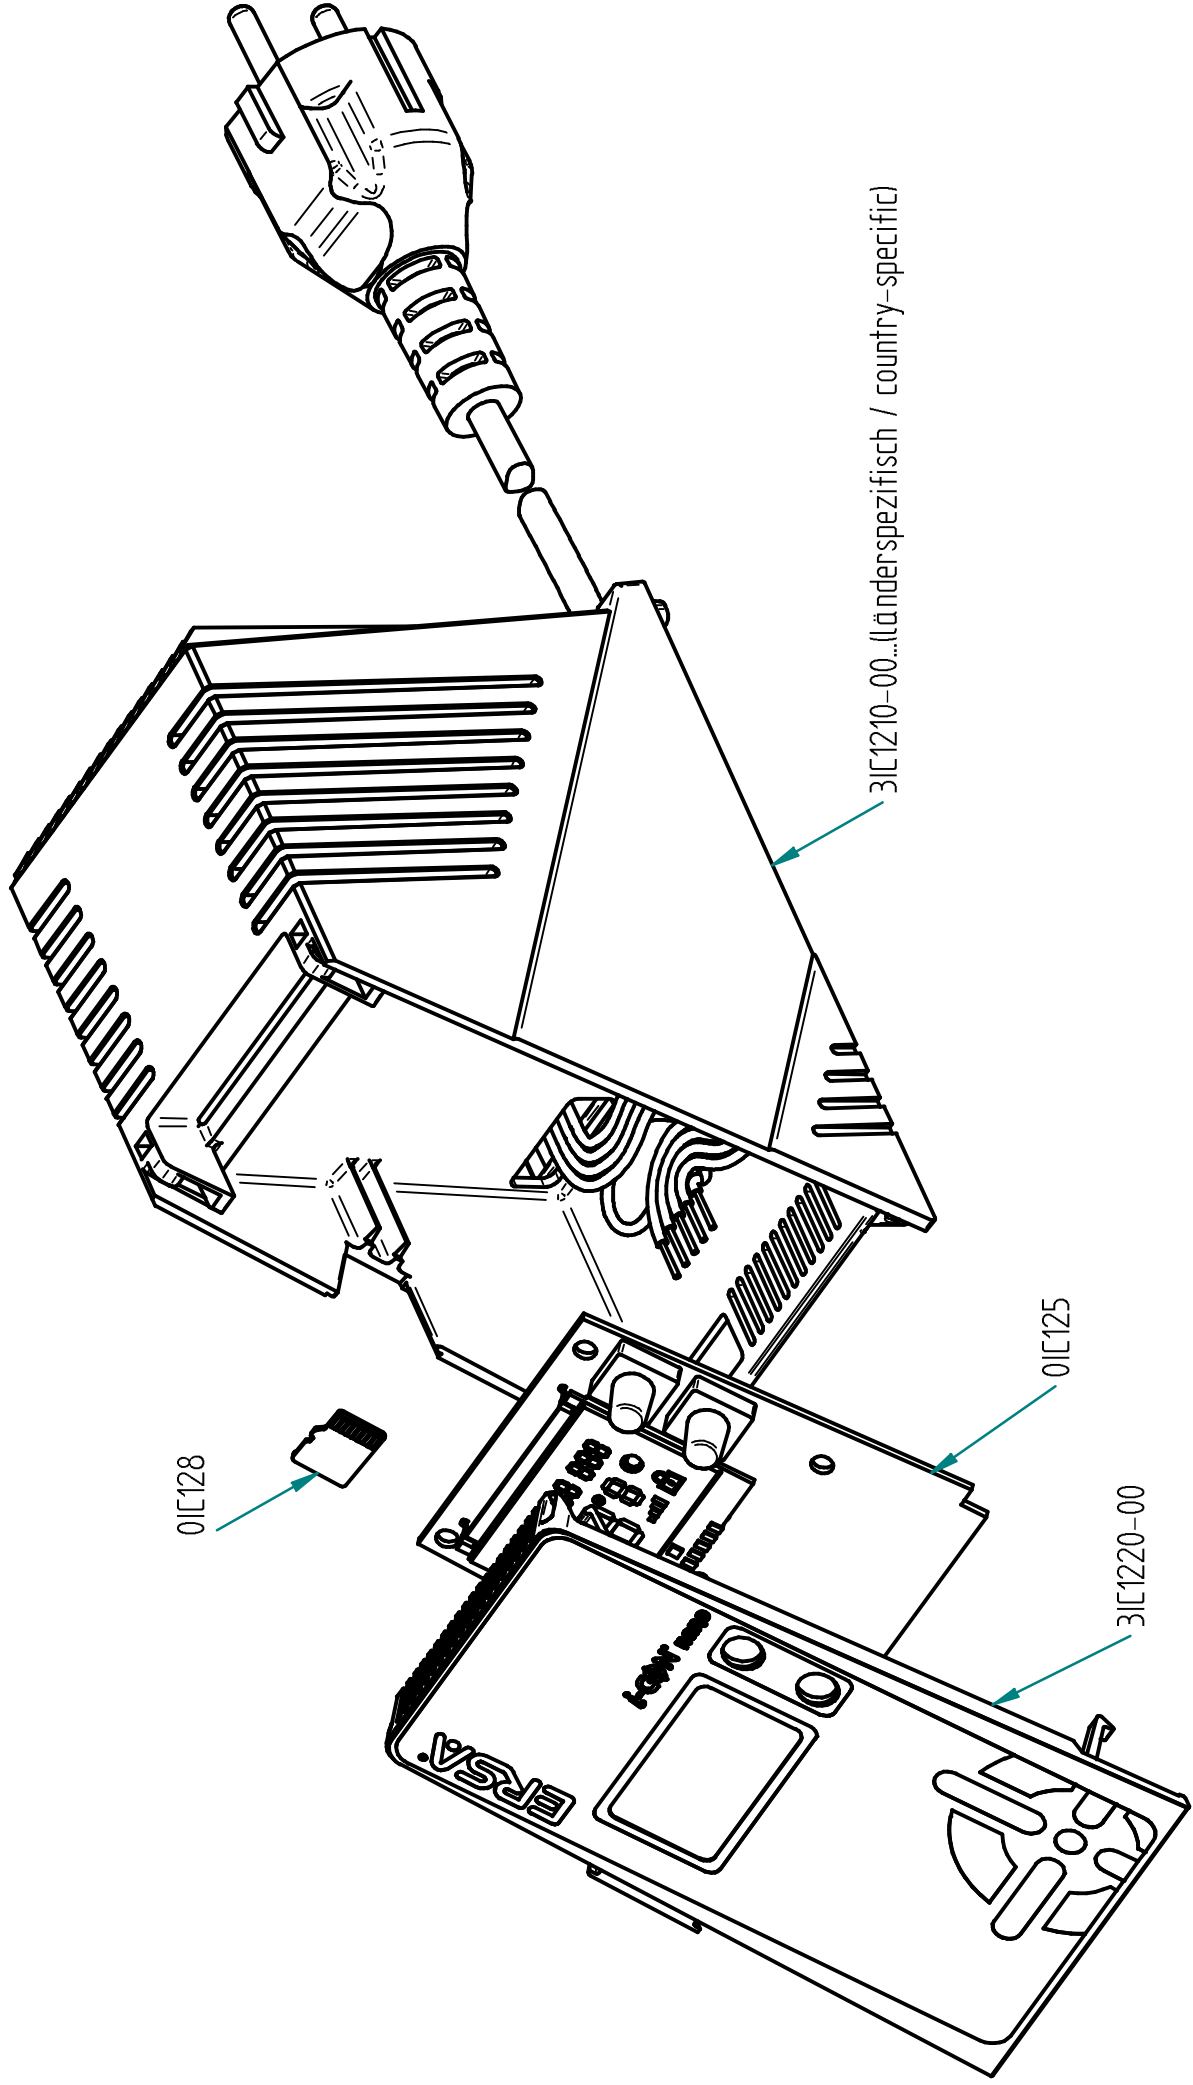 3IC1210-00...(länderspezifisch / country-specific)
0IC128
0IC125
3IC1220-00
ERSA
i-CON nano